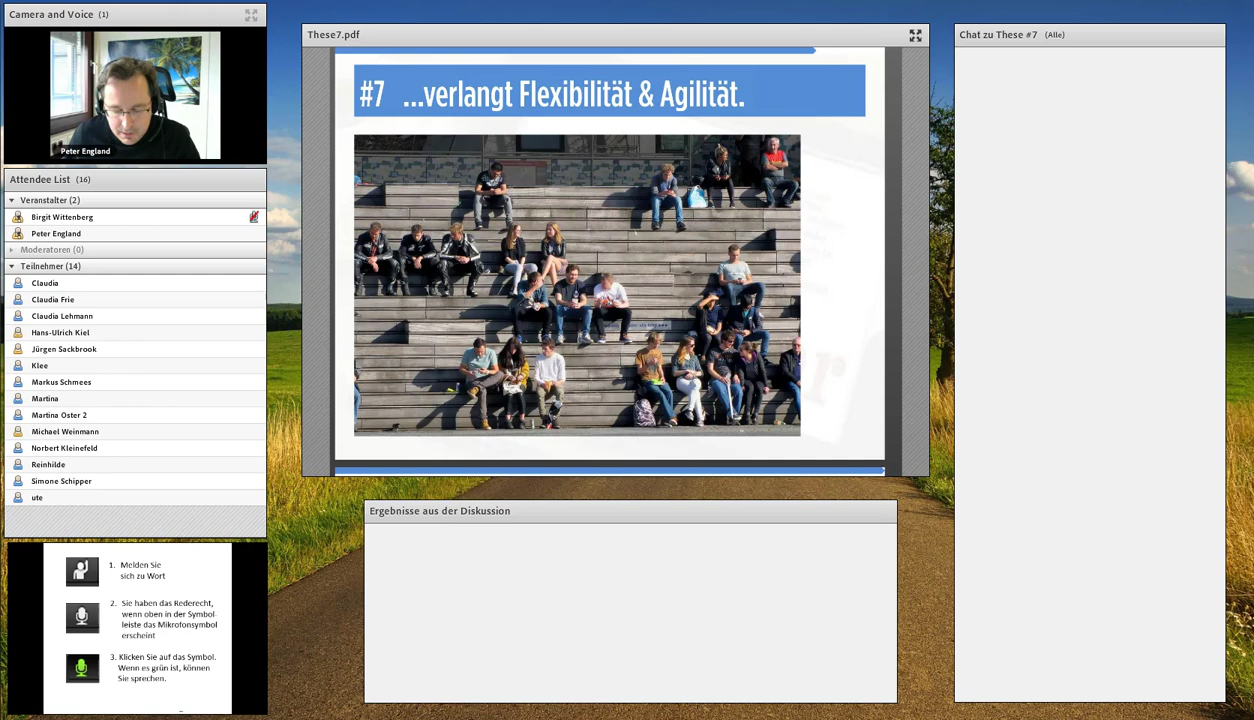 Camera and Voice (1)
Peter England
Attendee List (16)
Veranstalter (2)
Birgit Wittenberg
Peter England
Moderatoren (0)
Teilnehmer (14)
Claudia
Claudia Frie
Claudia Lehmann
Hans-Ulrich Kiel
Jürgen Sackbrook
Klee
Markus Schmees
Martina
Martina Oster 2
Michael Weinmann
Norbert Kleinefeld
Reinhilde
Simone Schipper
ute
1. Melden Sie
sich zu Wort
2. Sie haben das Rederecht,
wenn oben in der Symbol-
leiste das Mikrofonsymbol
erscheint
3. Klicken Sie auf das Symbol.
Wenn es grün ist, können
Sie sprechen.
These7.pdf
#7 ...verlangt Flexibilität & Agilität.
Ergebnisse aus der Diskussion
Chat zu These #7 (Alle)